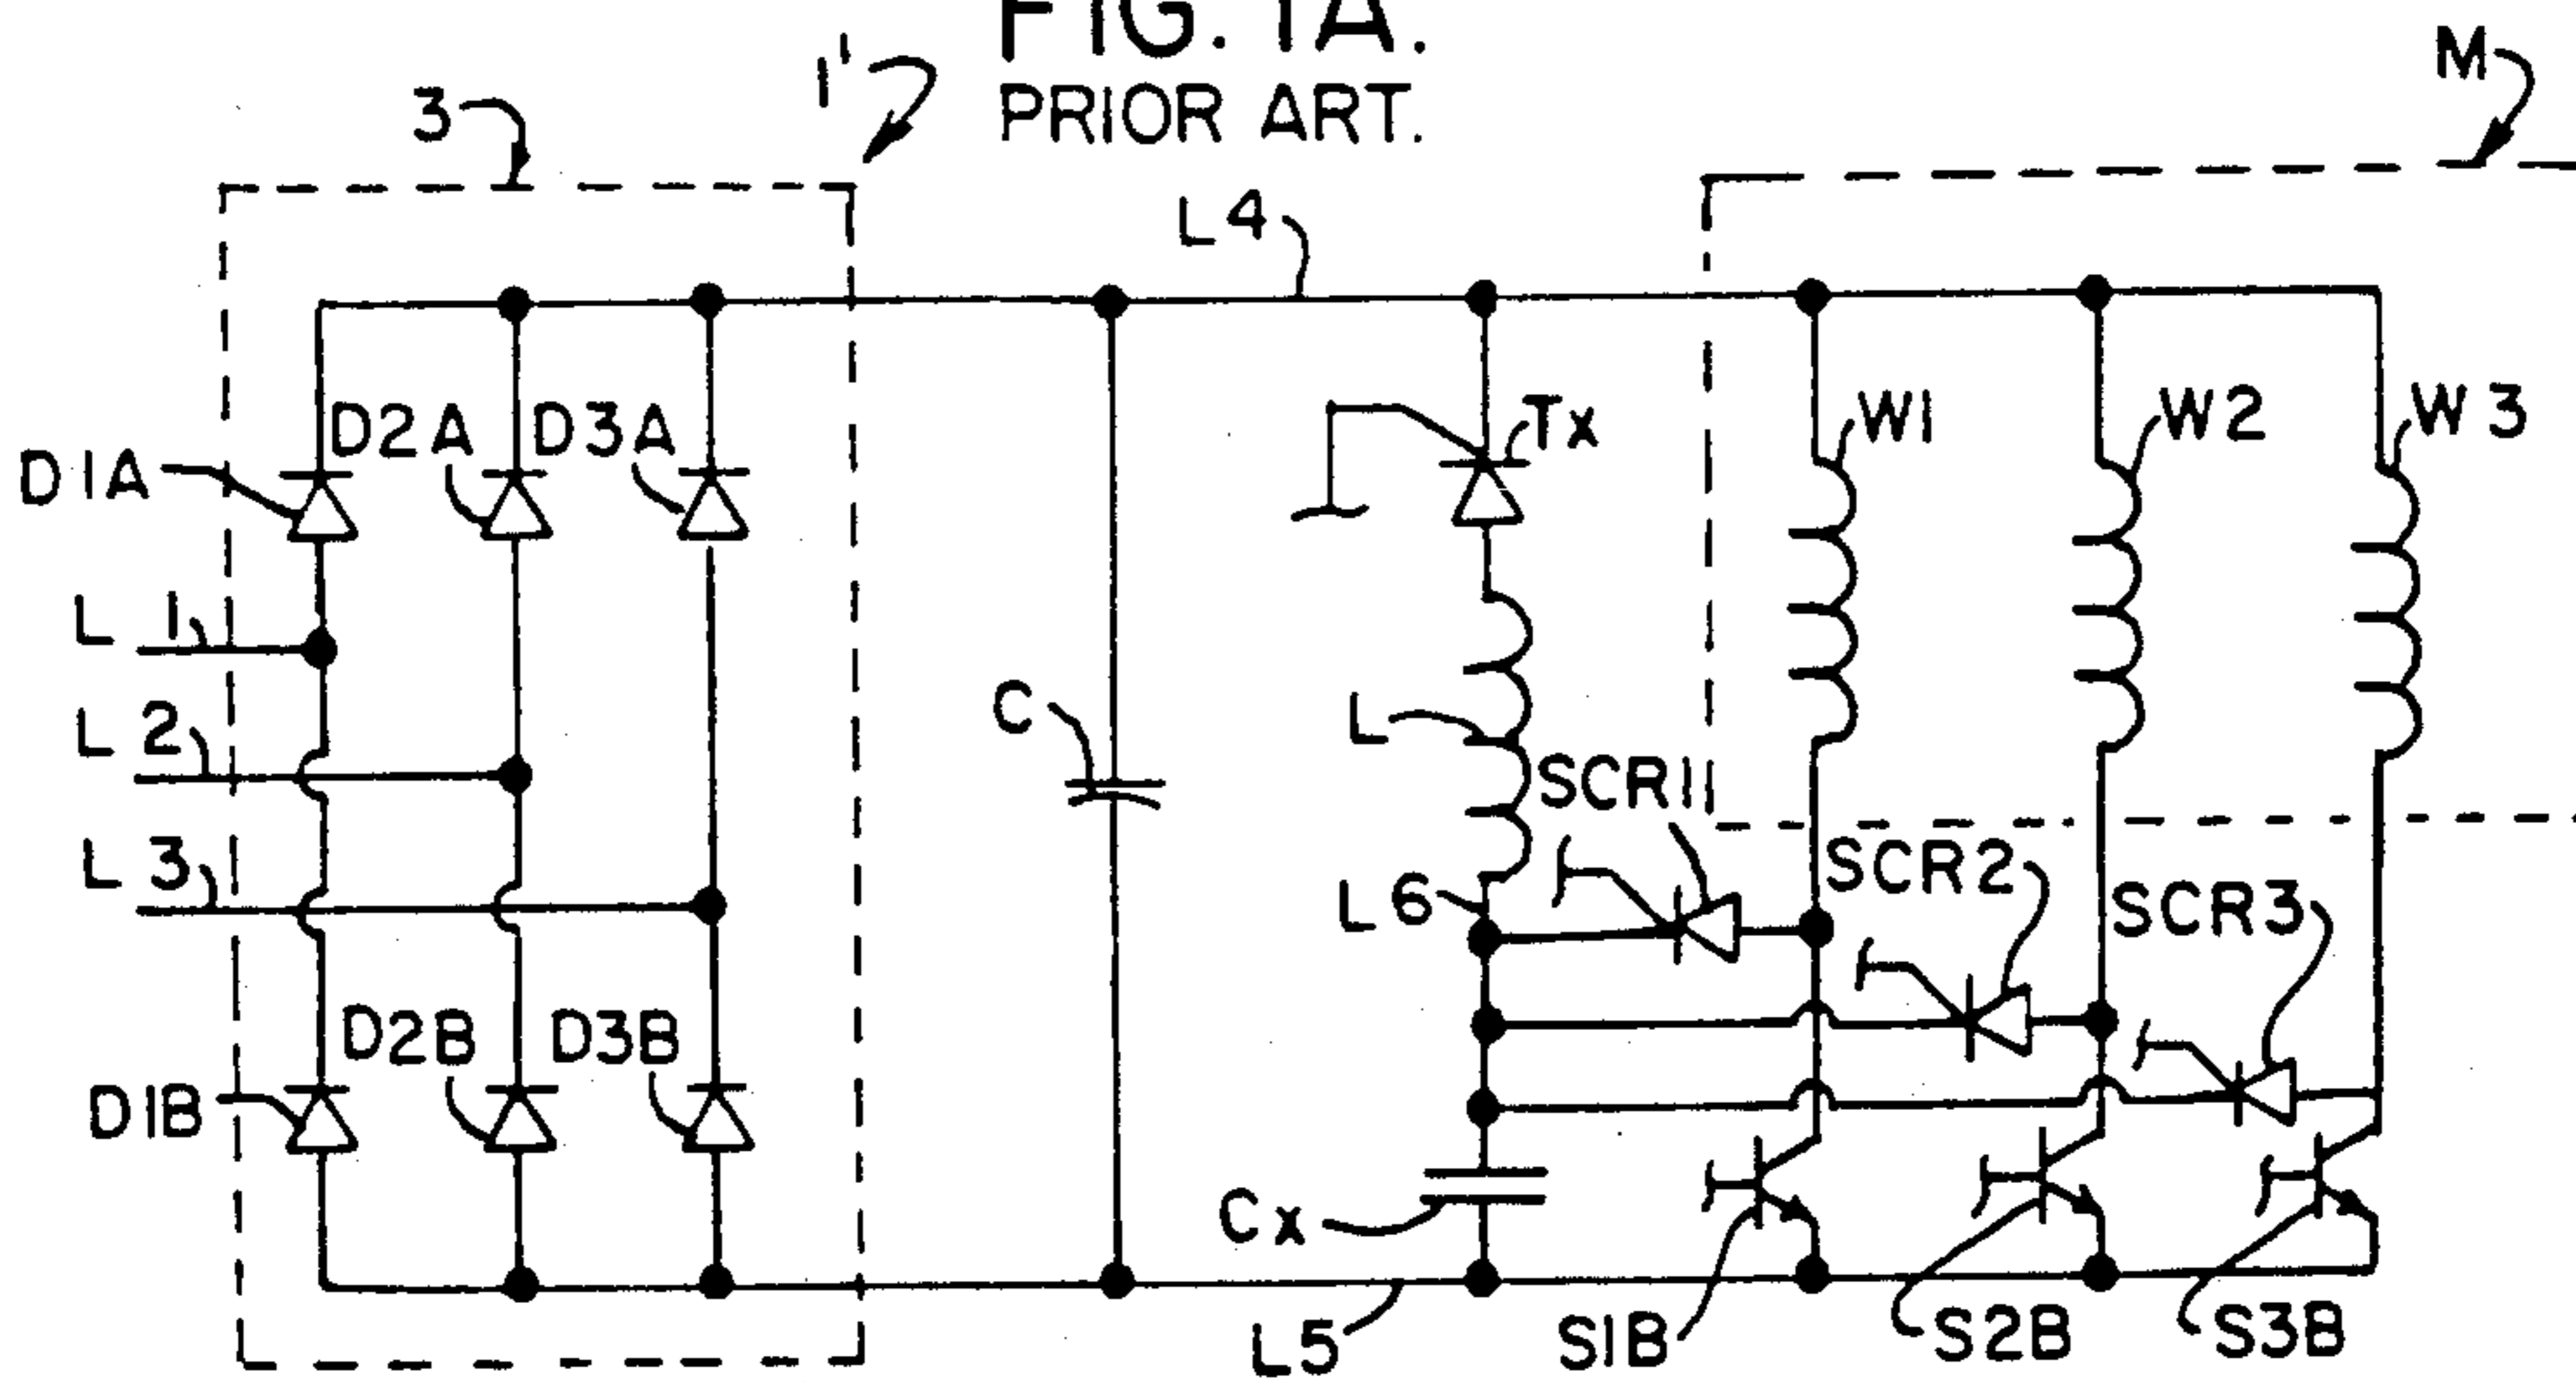 FIG. 1A.
PRIOR ART.
1'
3
M
L4
D1A
D2A
D3A
Tx
W1
W2
W3
L1
L2
L3
C
L
SCR1
SCR2
SCR3
L6
D1B
D2B
D3B
Cx
L5
S1B
S2B
S3B